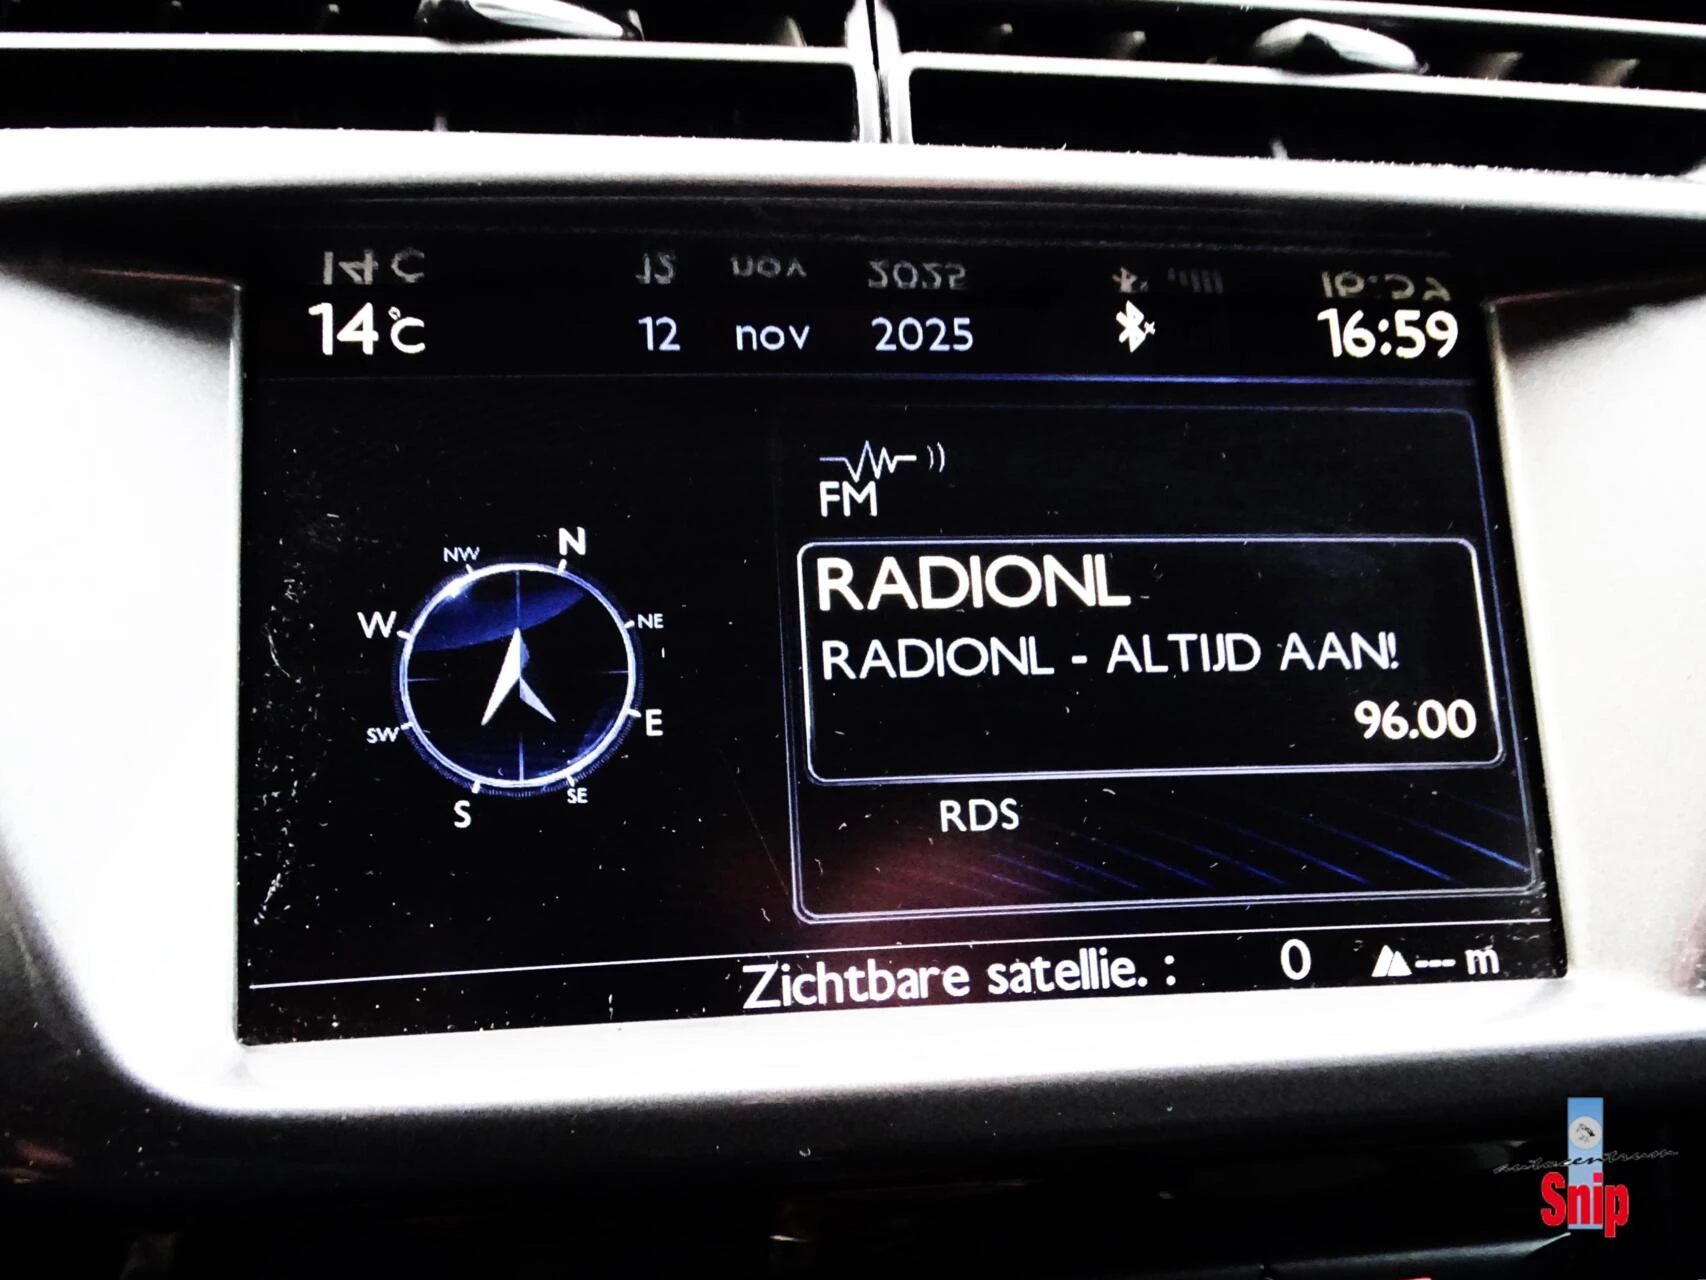 14°C 12 nov 2025 16:59
FM
RADIONL
RADIONL - ALTIJD AAN!
96.00
RDS
N
NW
NE
W
E
SW
SE
S
Zichtbare satellie. : 0 --- m
autocentrum
Snip